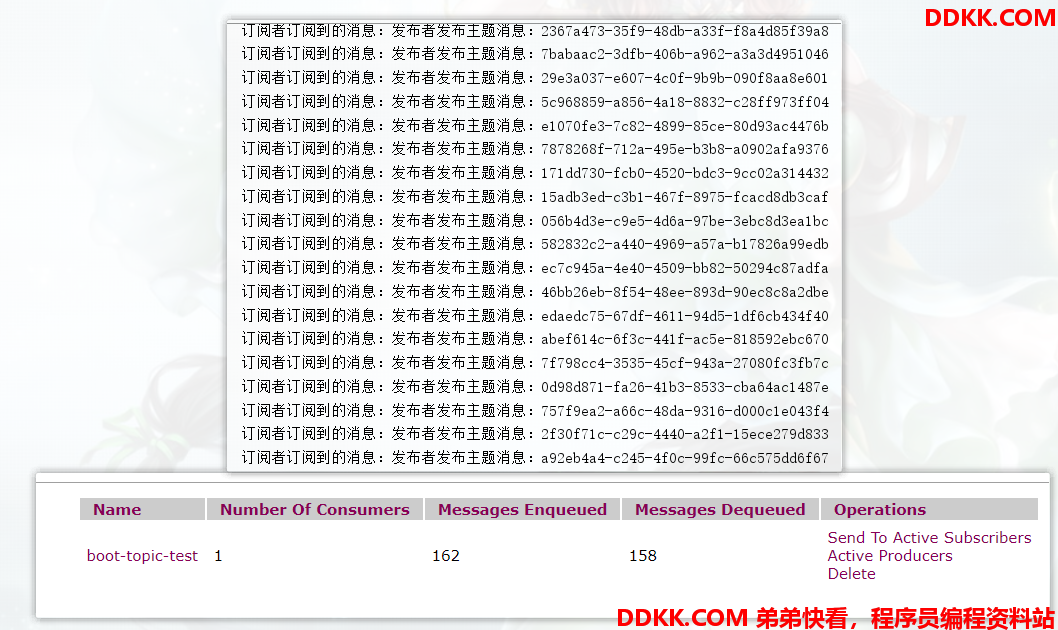 DDKK.COM
订阅者订阅到的消息：发布者发布主题消息：2367a473-35f9-48db-a33f-f8a4d85f39a8
订阅者订阅到的消息：发布者发布主题消息：7babaac2-3dfb-406b-a962-a3a3d4951046
订阅者订阅到的消息：发布者发布主题消息：29e3a037-e607-4c0f-9b9b-090f8aa8e601
订阅者订阅到的消息：发布者发布主题消息：5c968859-a856-4a18-8832-c28ff973ff04
订阅者订阅到的消息：发布者发布主题消息：e1070fe3-7c82-4899-85ce-80d93ac4476b
订阅者订阅到的消息：发布者发布主题消息：7878268f-712a-495e-b3b8-a0902afa9376
订阅者订阅到的消息：发布者发布主题消息：171dd730-fcb0-4520-bdc3-9cc02a314432
订阅者订阅到的消息：发布者发布主题消息：15adb3ed-c3b1-467f-8975-fcacd8db3caf
订阅者订阅到的消息：发布者发布主题消息：056b4d3e-c9e5-4d6a-97be-3ebc8d3ea1bc
订阅者订阅到的消息：发布者发布主题消息：582832c2-a440-4969-a57a-b17826a99edb
订阅者订阅到的消息：发布者发布主题消息：ec7c945a-4e40-4509-bb82-50294c87adfa
订阅者订阅到的消息：发布者发布主题消息：46bb26eb-8f54-48ee-893d-90ec8c8a2dbe
订阅者订阅到的消息：发布者发布主题消息：edaedc75-67df-4611-94d5-1df6cb434f40
订阅者订阅到的消息：发布者发布主题消息：abef614c-6f3c-441f-ac5e-818592ebc670
订阅者订阅到的消息：发布者发布主题消息：7f798cc4-3535-45cf-943a-27080fc3fb7c
订阅者订阅到的消息：发布者发布主题消息：0d98d871-fa26-41b3-8533-cba64ac1487e
订阅者订阅到的消息：发布者发布主题消息：757f9ea2-a66c-48da-9316-d000c1e043f4
订阅者订阅到的消息：发布者发布主题消息：2f30f71c-c29c-4440-a2f1-15ece279d833
订阅者订阅到的消息：发布者发布主题消息：a92eb4a4-c245-4f0c-99fc-66c575dd6f67
Name Number Of Consumers Messages Enqueued Messages Dequeued Operations
boot-topic-test 1 162 158 Send To Active Subscribers
Active Producers
Delete
DDKK.COM 弟弟快看，程序员编程资料站